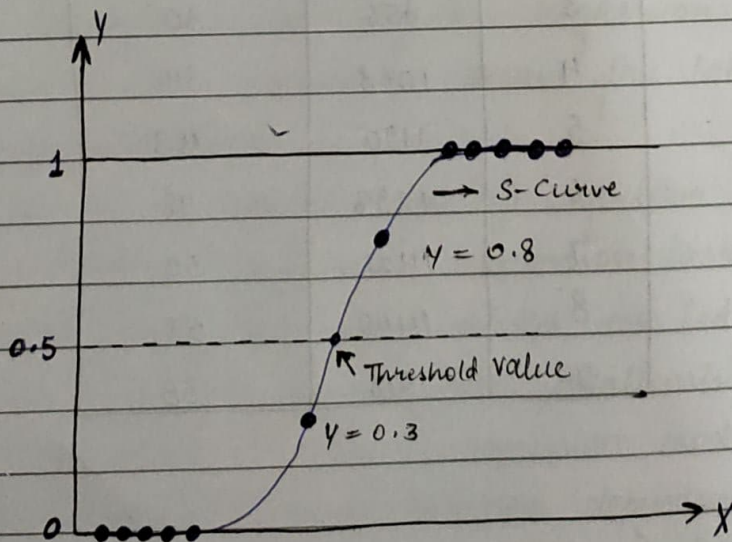 Y
1
→ S-Curve
Y = 0.8
0.5
Threshold value
Y = 0.3
0
X